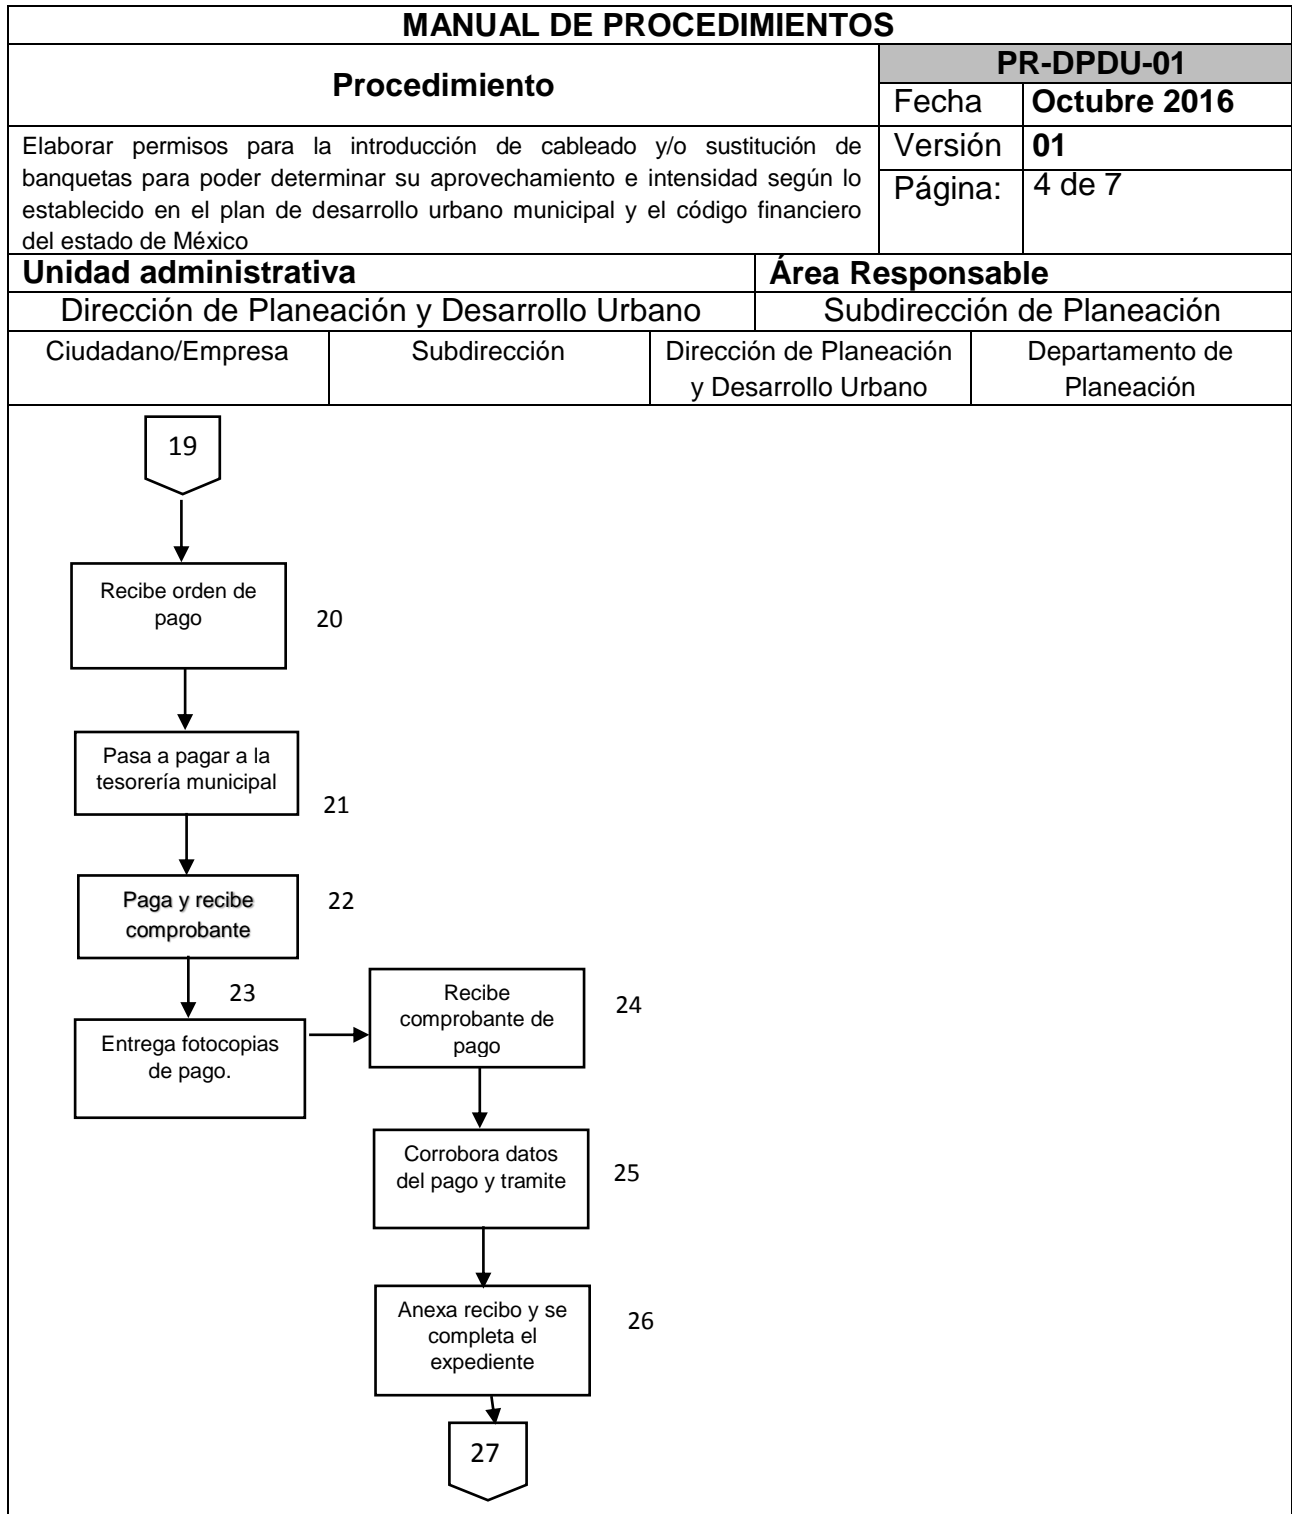 MANUAL DE PROCEDIMIENTOS
Procedimiento
PR-DPDU-01
Fecha
Octubre 2016
Elaborar permisos para la introducción de cableado y/o sustitución de
banquetas para poder determinar su aprovechamiento e intensidad según lo
establecido en el plan de desarrollo urbano municipal y el código financiero
del estado de México
Versión
01
Página:
4 de 7
Unidad administrativa
Área Responsable
Dirección de Planeación y Desarrollo Urbano
Subdirección de Planeación
Ciudadano/Empresa
Subdirección
Dirección de Planeación
y Desarrollo Urbano
Departamento de
Planeación
19
Recibe orden de
pago
20
Pasa a pagar a la
tesorería municipal
21
Paga y recibe
comprobante
22
23
Entrega fotocopias
de pago.
Recibe
comprobante de
pago
24
Corrobora datos
del pago y tramite
25
Anexa recibo y se
completa el
expediente
26
27